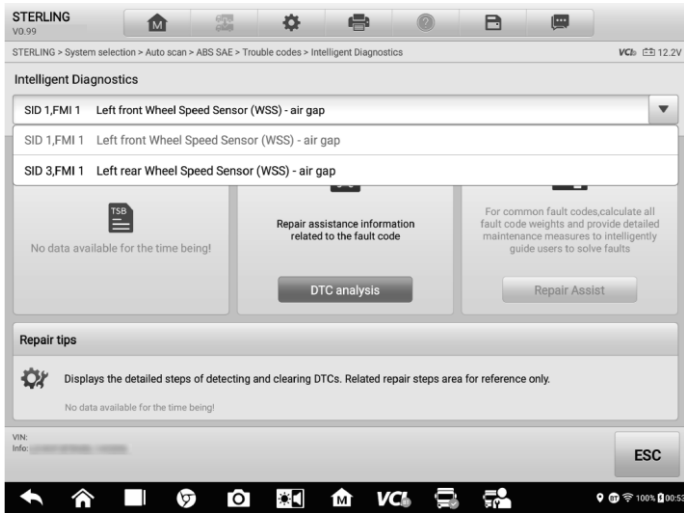 STERLING
V0.99
M
?
STERLING > System selection > Auto scan > ABS SAE > Trouble codes > Intelligent Diagnostics
VCI 12.2V
Intelligent Diagnostics
SID 1,FMI 1 Left front Wheel Speed Sensor (WSS) - air gap
SID 1,FMI 1 Left front Wheel Speed Sensor (WSS) - air gap
SID 3,FMI 1 Left rear Wheel Speed Sensor (WSS) - air gap
TSB
No data available for the time being!
Repair assistance information
related to the fault code
DTC analysis
For common fault codes,calculate all
fault code weights and provide detailed
maintenance measures to intelligently
guide users to solve faults
Repair Assist
Repair tips
Displays the detailed steps of detecting and clearing DTCs. Related repair steps area for reference only.
No data available for the time being!
VIN:
Info:
ESC
M
VCI
100% 00:53